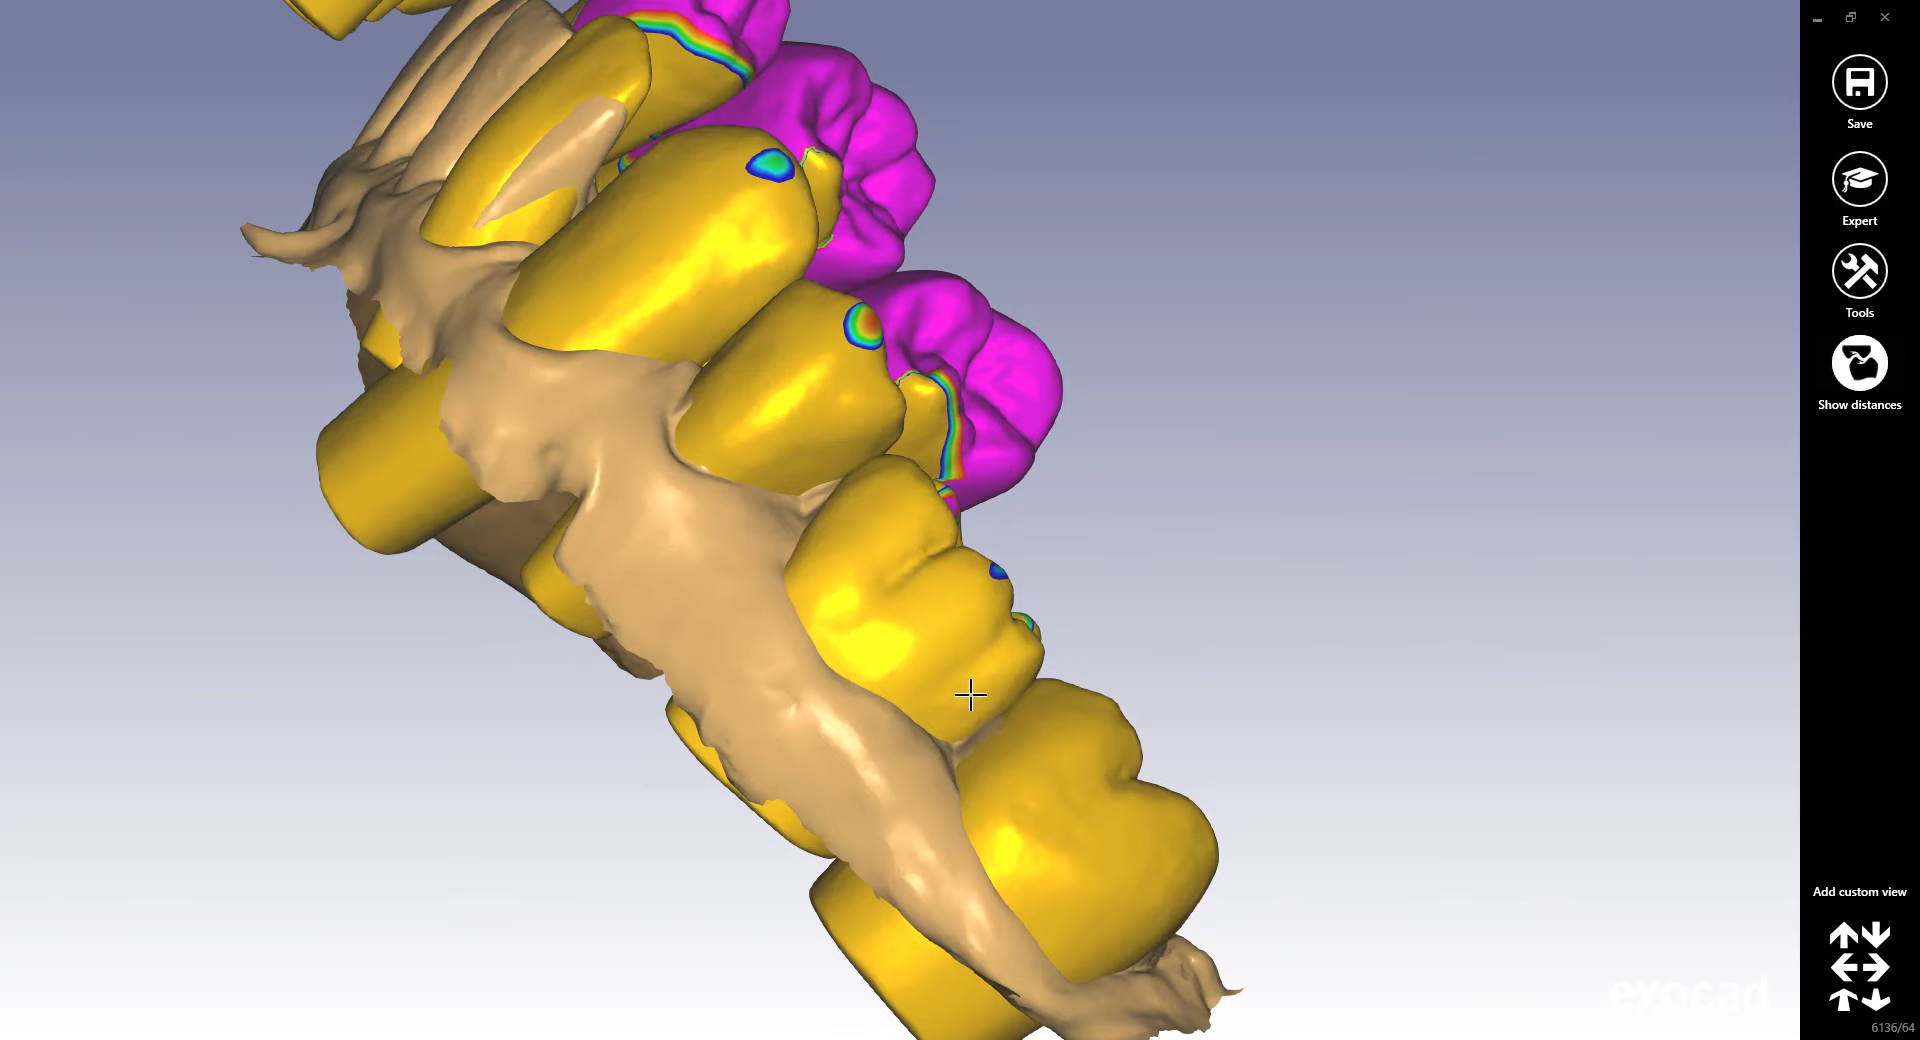 Save
Expert
Tools
Show distances
Add custom view
exocad
6136/64